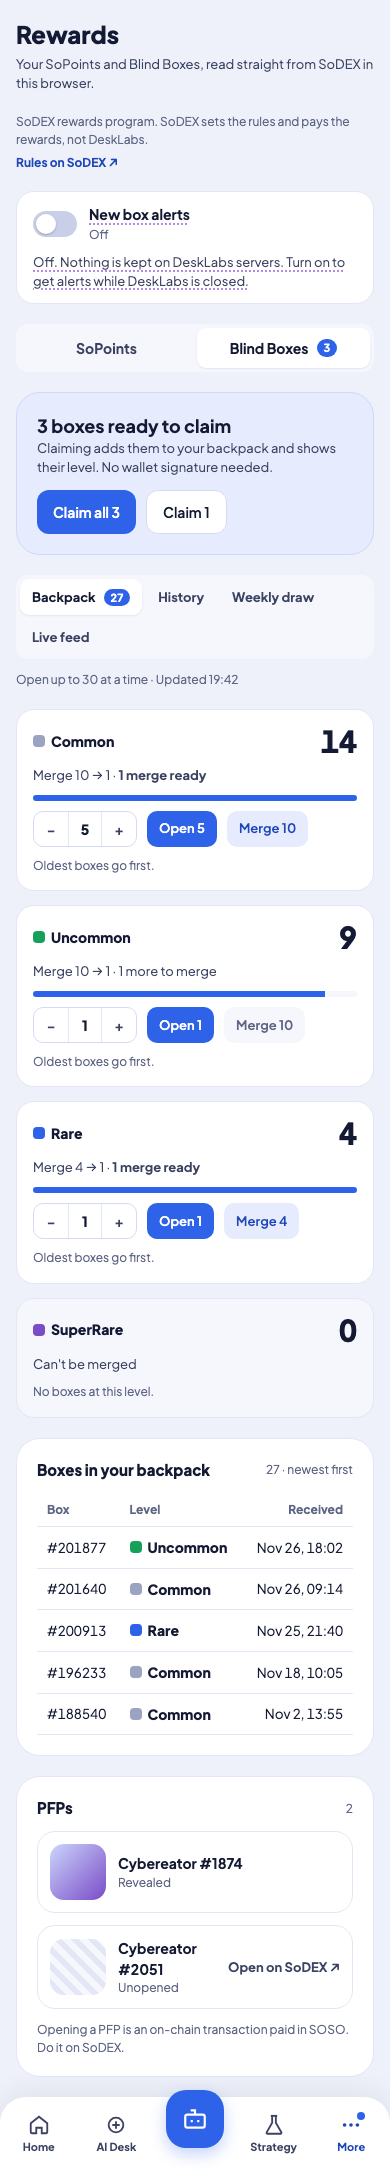 Rewards
Your SoPoints and Blind Boxes, read straight from SoDEX in
this browser.
SoDEX rewards program. SoDEX sets the rules and pays the
rewards, not DeskLabs.
Rules on SoDEX ↗
New box alerts
Off
Off. Nothing is kept on DeskLabs servers. Turn on to
get alerts while DeskLabs is closed.
SoPoints
Blind Boxes 3
3 boxes ready to claim
Claiming adds them to your backpack and shows
their level. No wallet signature needed.
Claim all 3
Claim 1
Backpack 27
History
Weekly draw
Live feed
Open up to 30 at a time · Updated 19:42
Common
14
Merge 10 → 1 · 1 merge ready
− 5 +
Open 5
Merge 10
Oldest boxes go first.
Uncommon
9
Merge 10 → 1 · 1 more to merge
− 1 +
Open 1
Merge 10
Oldest boxes go first.
Rare
4
Merge 4 → 1 · 1 merge ready
− 1 +
Open 1
Merge 4
Oldest boxes go first.
SuperRare
0
Can't be merged
No boxes at this level.
Boxes in your backpack
27 · newest first
Box Level Received
#201877 Uncommon Nov 26, 18:02
#201640 Common Nov 26, 09:14
#200913 Rare Nov 25, 21:40
#196233 Common Nov 18, 10:05
#188540 Common Nov 2, 13:55
PFPs
2
Cybereator #1874
Revealed
Cybereator
#2051
Unopened
Open on SoDEX ↗
Opening a PFP is an on-chain transaction paid in SOSO.
Do it on SoDEX.
Home
AI Desk
Strategy
More